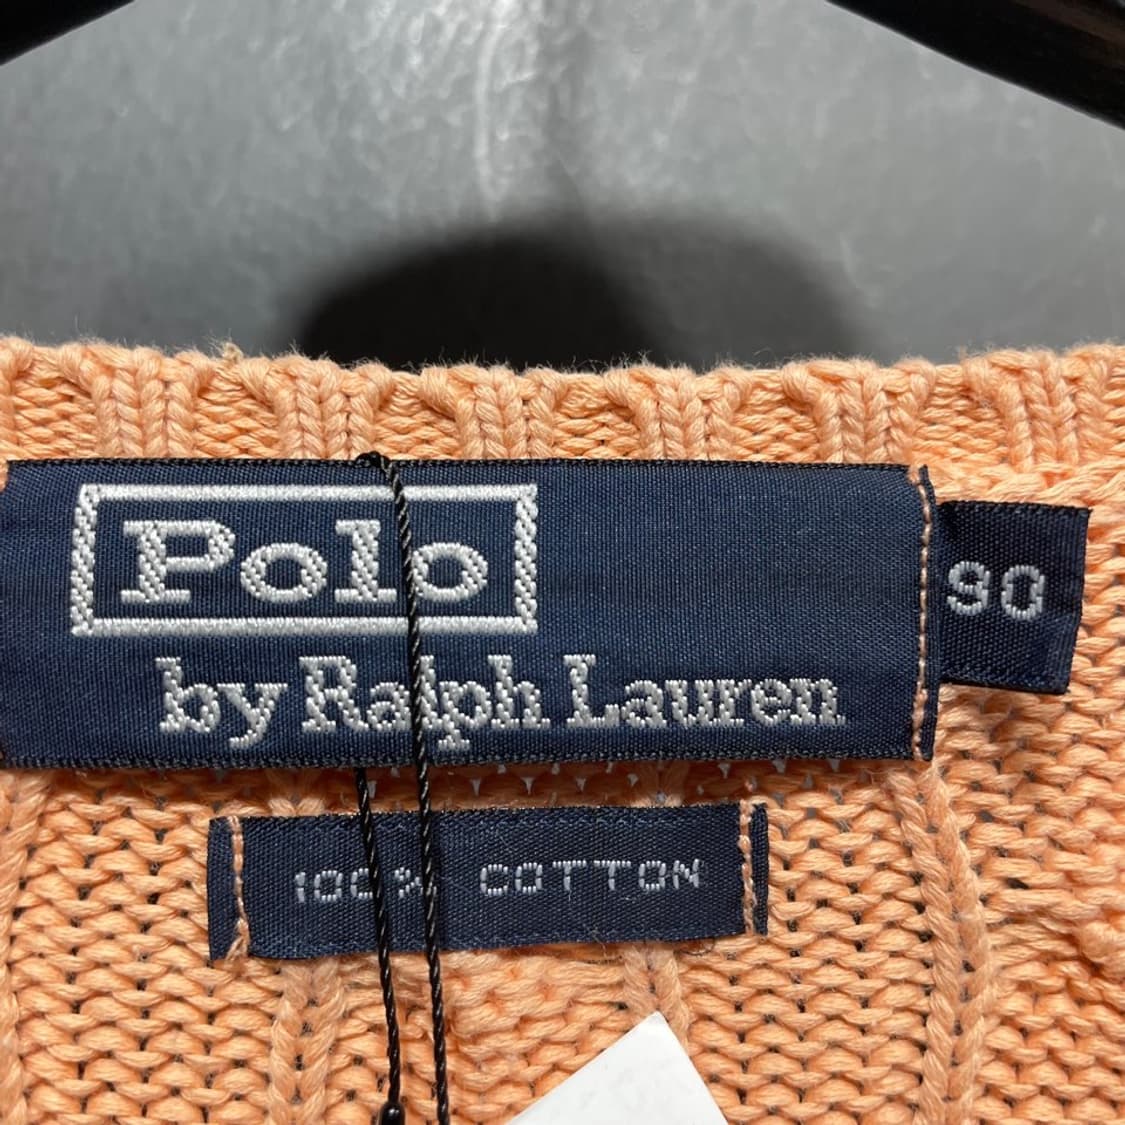 Polo
by Ralph Lauren
90
100% COTTON